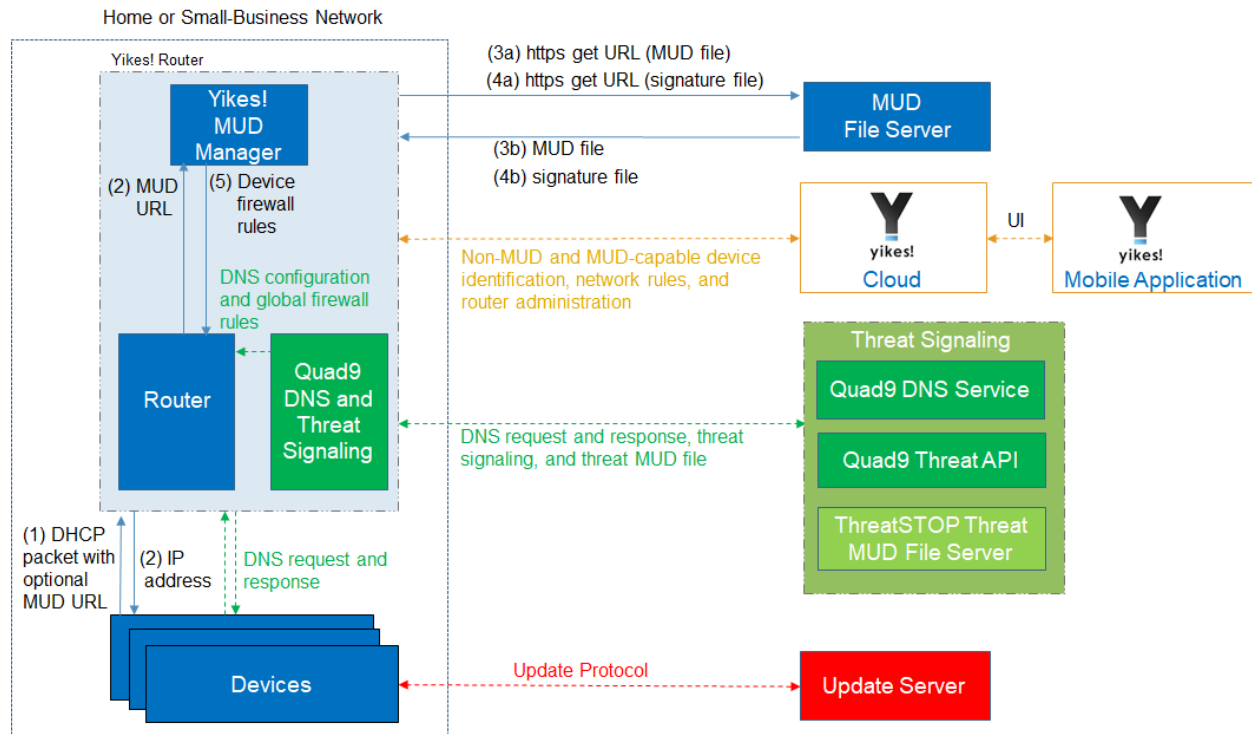 Home or Small-Business Network
Yikes! Router
Yikes!
MUD
Manager
(2) MUD
URL
(5) Device
firewall
rules
DNS configuration
and global firewall
rules
Router
Quad9
DNS and
Threat
Signaling
(1) DHCP
packet with
optional
MUD URL
(2) IP
address
DNS request and
response
Devices
(3a) https get URL (MUD file)
(4a) https get URL (signature file)
(3b) MUD file
(4b) signature file
MUD
File Server
Non-MUD and MUD-capable device
identification, network rules, and
router administration
Y
yikes!
Cloud
UI
Y
yikes!
Mobile Application
DNS request and response, threat
signaling, and threat MUD file
Threat Signaling
Quad9 DNS Service
Quad9 Threat API
ThreatSTOP Threat
MUD File Server
Update Protocol
Update Server